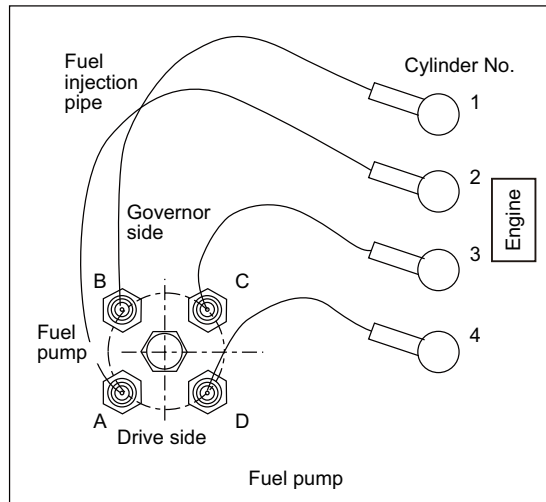 Fuel
injection
pipe
Cylinder No.
1
2
Engine
Governor
side
3
B
C
4
Fuel
pump
A
Drive side
D
Fuel pump